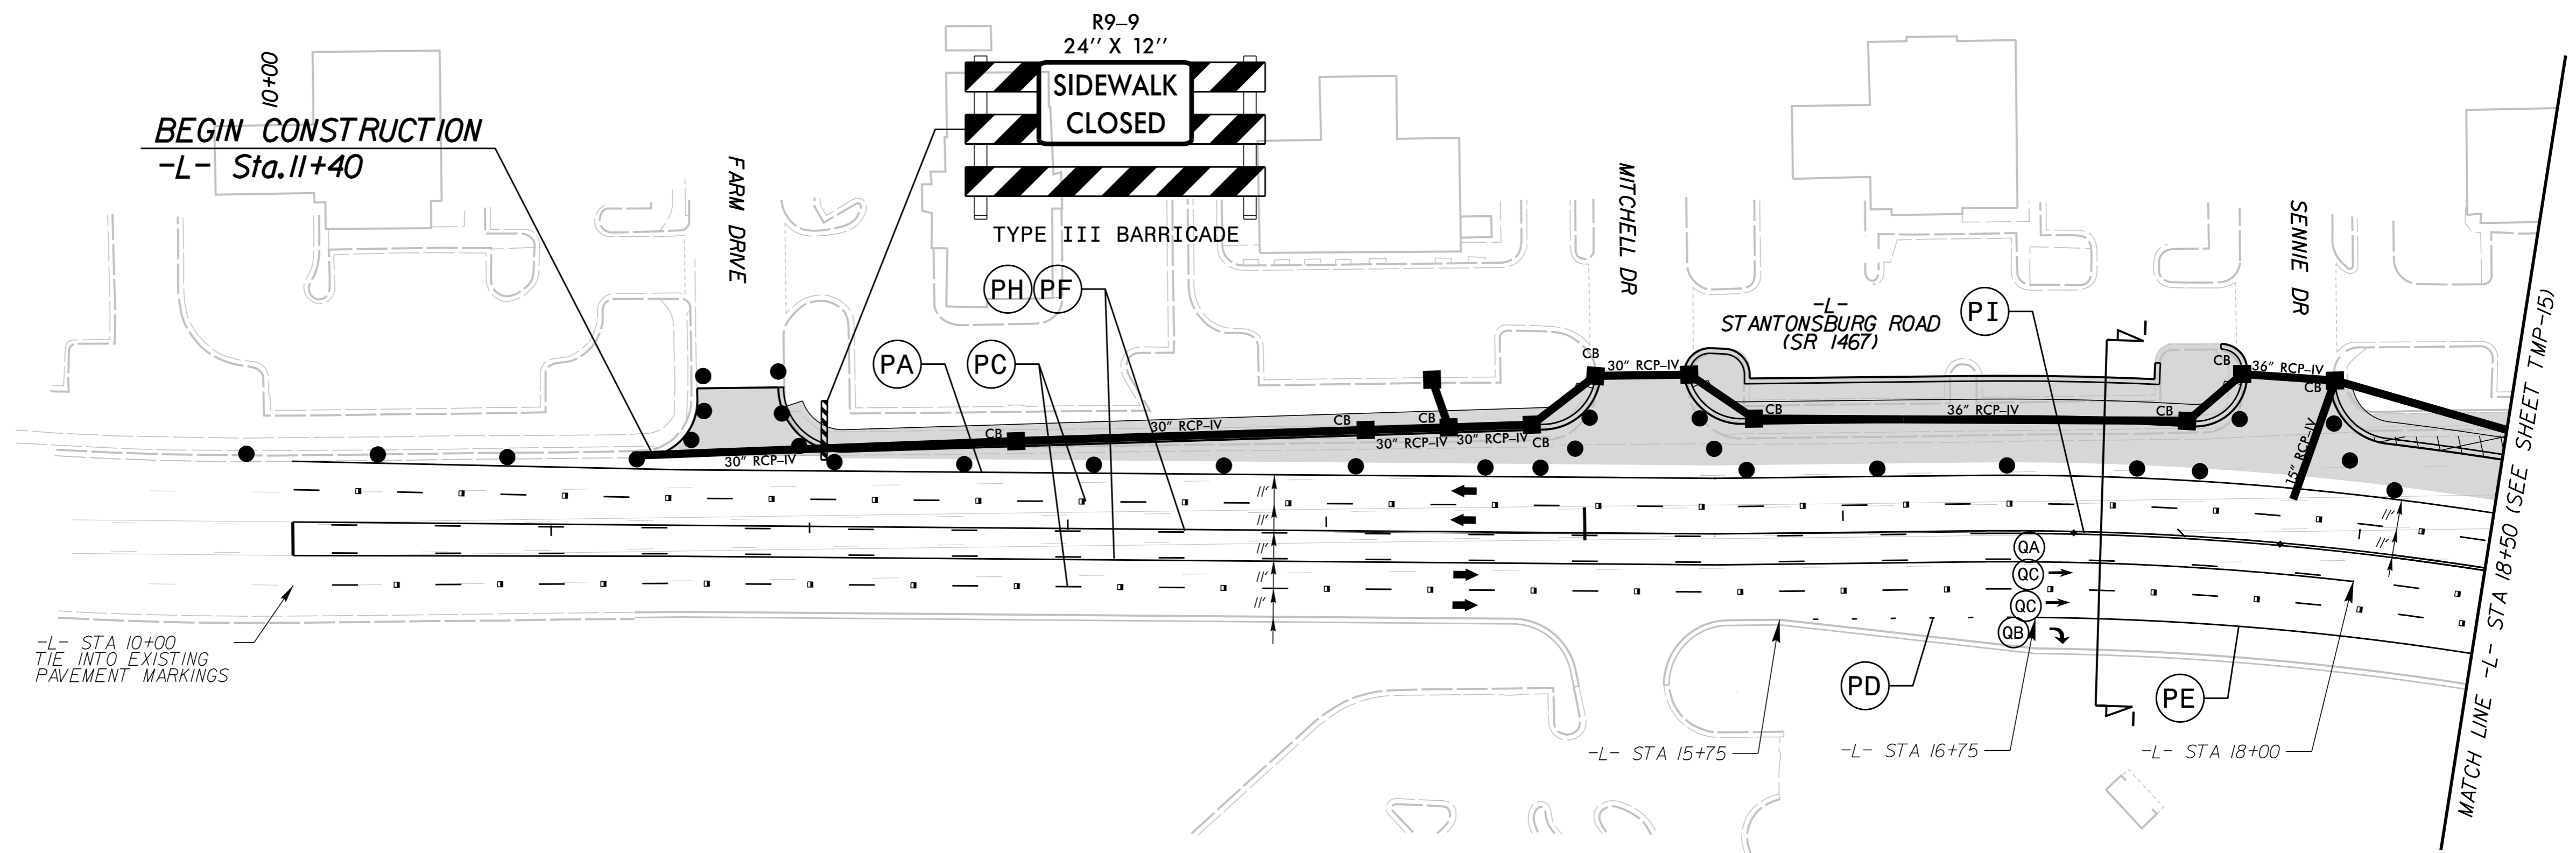 R9-9
24" X 12"
SIDEWALK
CLOSED
TYPE III BARRICADE
10+00
BEGIN CONSTRUCTION
-L- Sta.11+40
FARM DRIVE
MITCHELL DR
SENNIE DR
-L-
STANTONSBURG ROAD
(SR 1467)
PH PF
PA
PC
PI
CB
30" RCP-IV
CB
36" RCP-IV
CB
30" RCP-IV
CB
30" RCP-IV
CB
30" RCP-IV
CB
30" RCP-IV
CB
CB
36" RCP-IV
CB
15" RCP-IV
11'
11'
11'
11'
11'
11'
11'
QA
QC
QC
QB
PD
PE
-L- STA 10+00
TIE INTO EXISTING
PAVEMENT MARKINGS
-L- STA 15+75
-L- STA 16+75
-L- STA 18+00
1
1
MATCH LINE -L- STA 18+50 (SEE SHEET TMP-15)